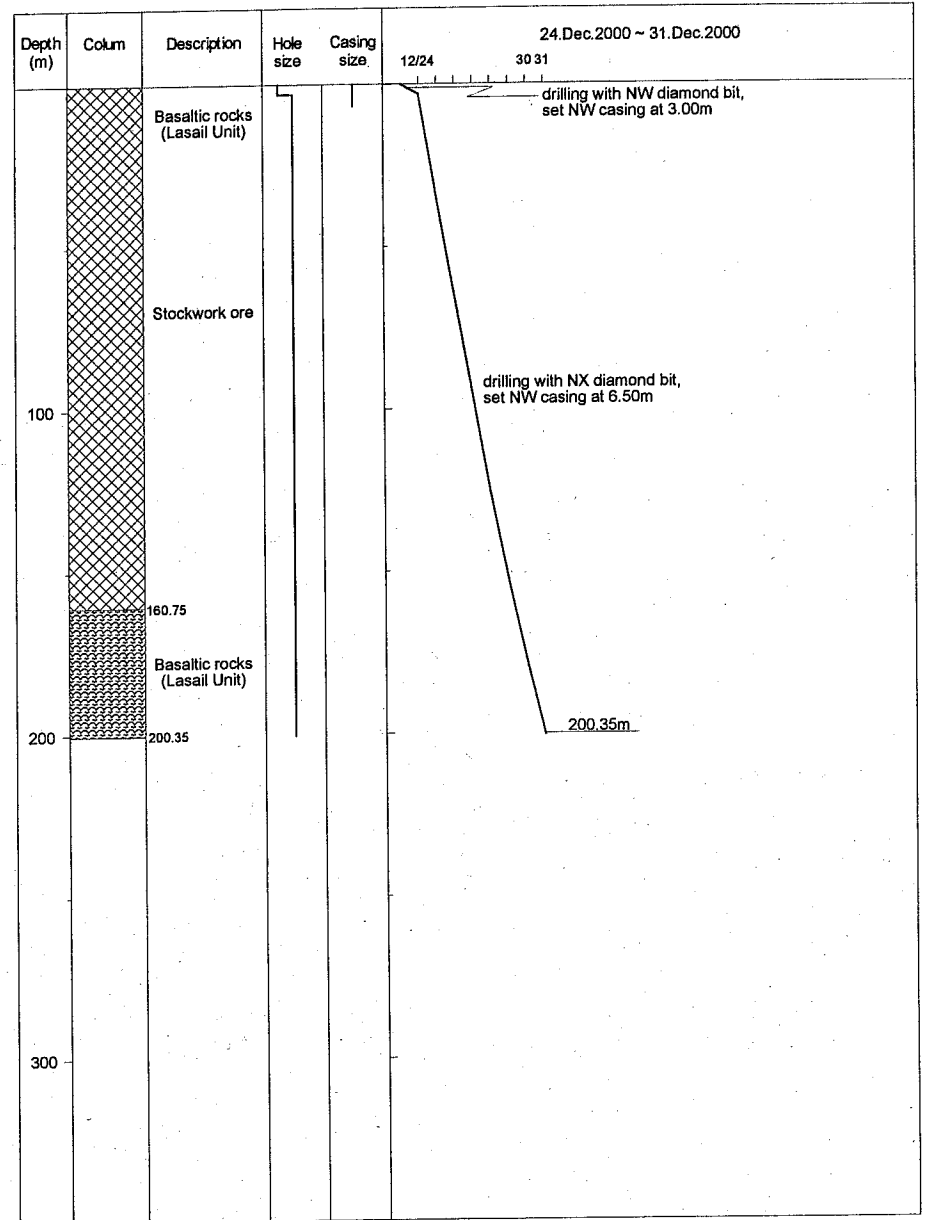 24.Dec.2000 ~ 31.Dec.2000
Depth (m)
Colum
Description
Hole size
Casing size
12/24
30 31
Basaltic rocks
(Lasail Unit)
drilling with NW diamond bit,
set NW casing at 3.00m
Stockwork ore
drilling with NX diamond bit,
set NW casing at 6.50m
100
160.75
Basaltic rocks
(Lasail Unit)
200.35m
200
200.35
300